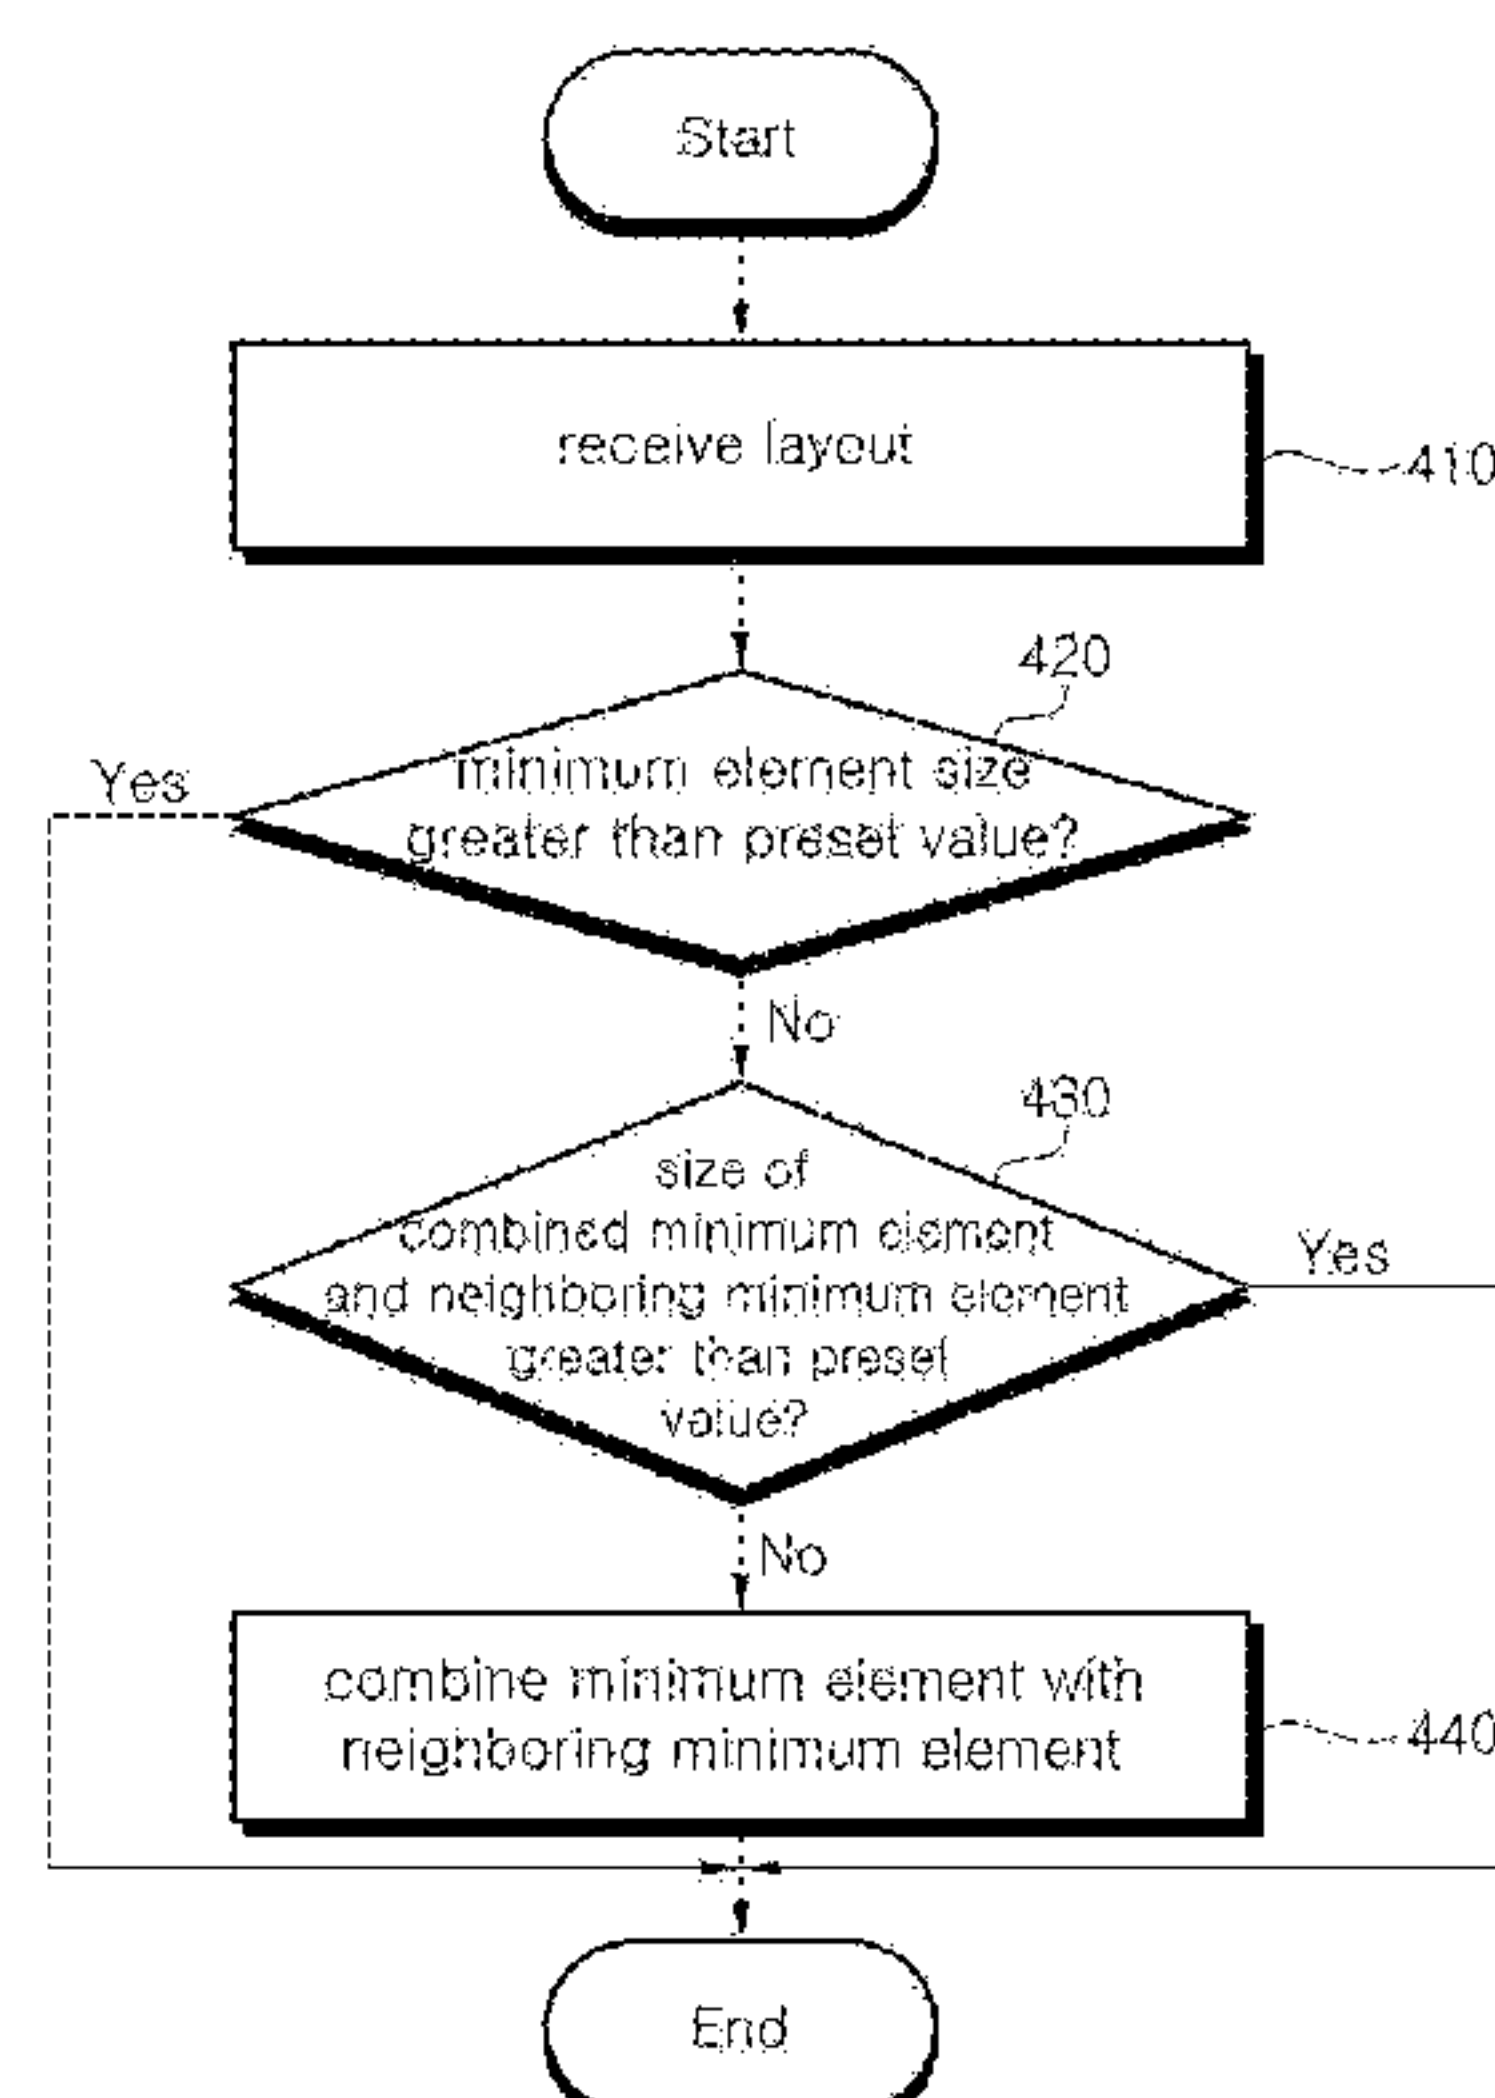 Start
receive layout
410
420
Yes
minimum element size
greater than preset value?
No
430
size of
combined minimum element
and neighboring minimum element
greater than preset
value?
Yes
No
combine minimum element with
neighboring minimum element
440
End